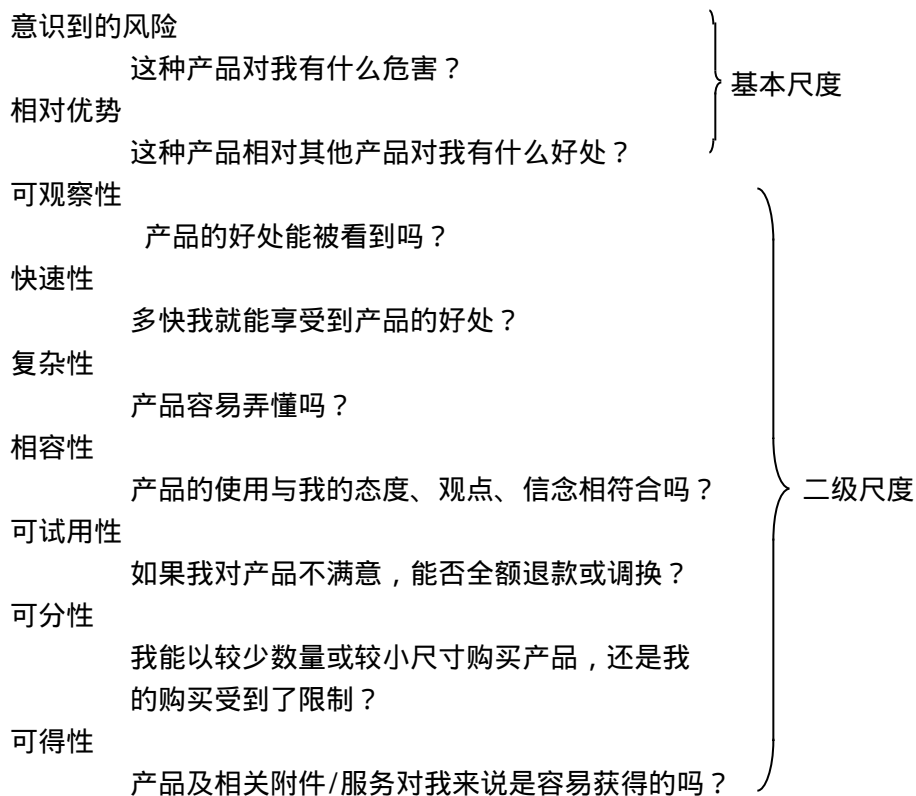 意识到的风险
这种产品对我有什么危害？
基本尺度
相对优势
这种产品相对其他产品对我有什么好处？
可观察性
产品的好处能被看到吗？
快速性
多快我就能享受到产品的好处？
复杂性
产品容易弄懂吗？
相容性
产品的使用与我的态度、观点、信念相符合吗？
二级尺度
可试用性
如果我对产品不满意，能否全额退款或调换？
可分性
我能以较少数量或较小尺寸购买产品，还是我
的购买受到了限制？
可得性
产品及相关附件/服务对我来说是容易获得的吗？